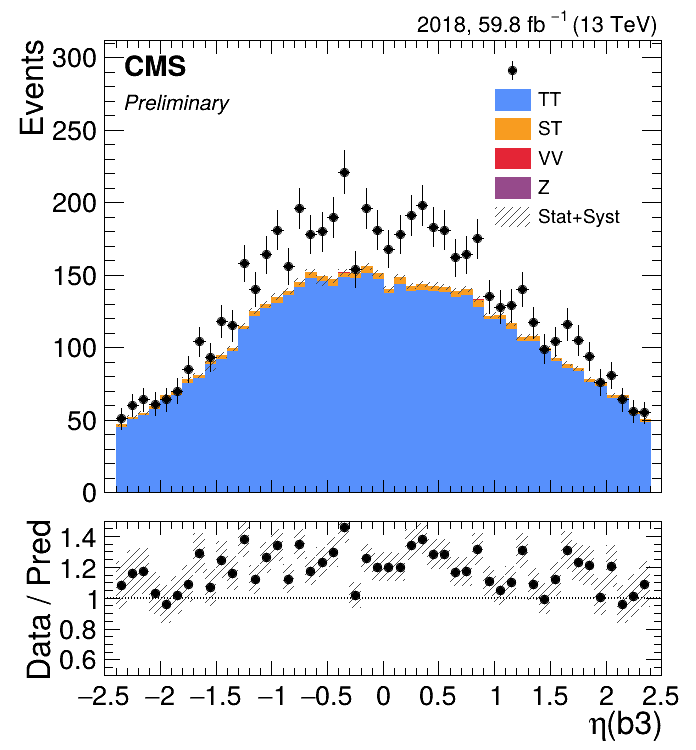 2018, 59.8 fb⁻¹ (13 TeV)
Events
CMS
Preliminary
TT
ST
VV
Z
Stat+Syst
300
250
200
150
100
50
0
Data / Pred
1.4
1.2
1
0.8
0.6
−2.5 −2 −1.5 −1 −0.5 0 0.5 1 1.5 2 2.5
η(b3)